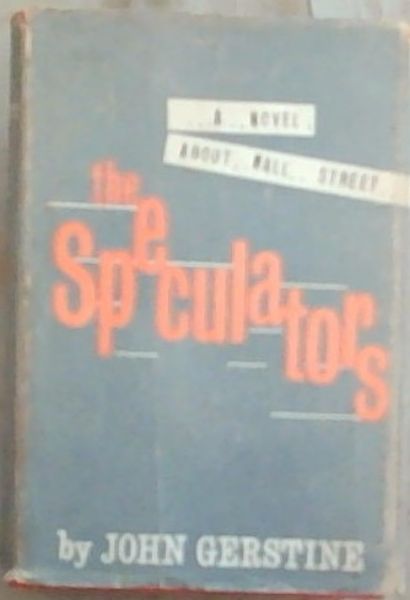 ..A..NOVEL.
ABOUT..WALL..STREET
the
Speculators
by JOHN GERSTINE